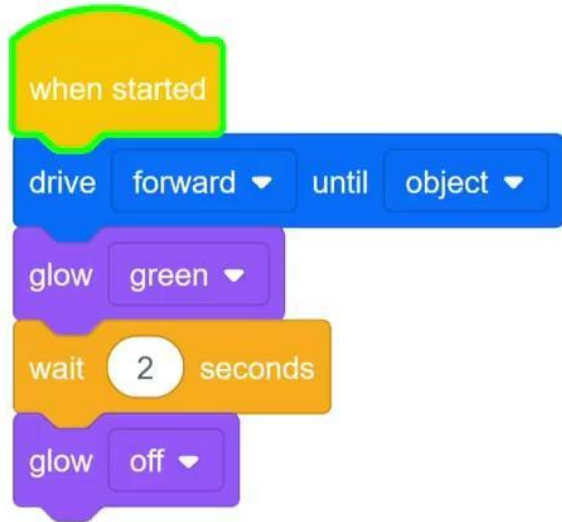 when started
drive forward until object
glow green
wait 2 seconds
glow off